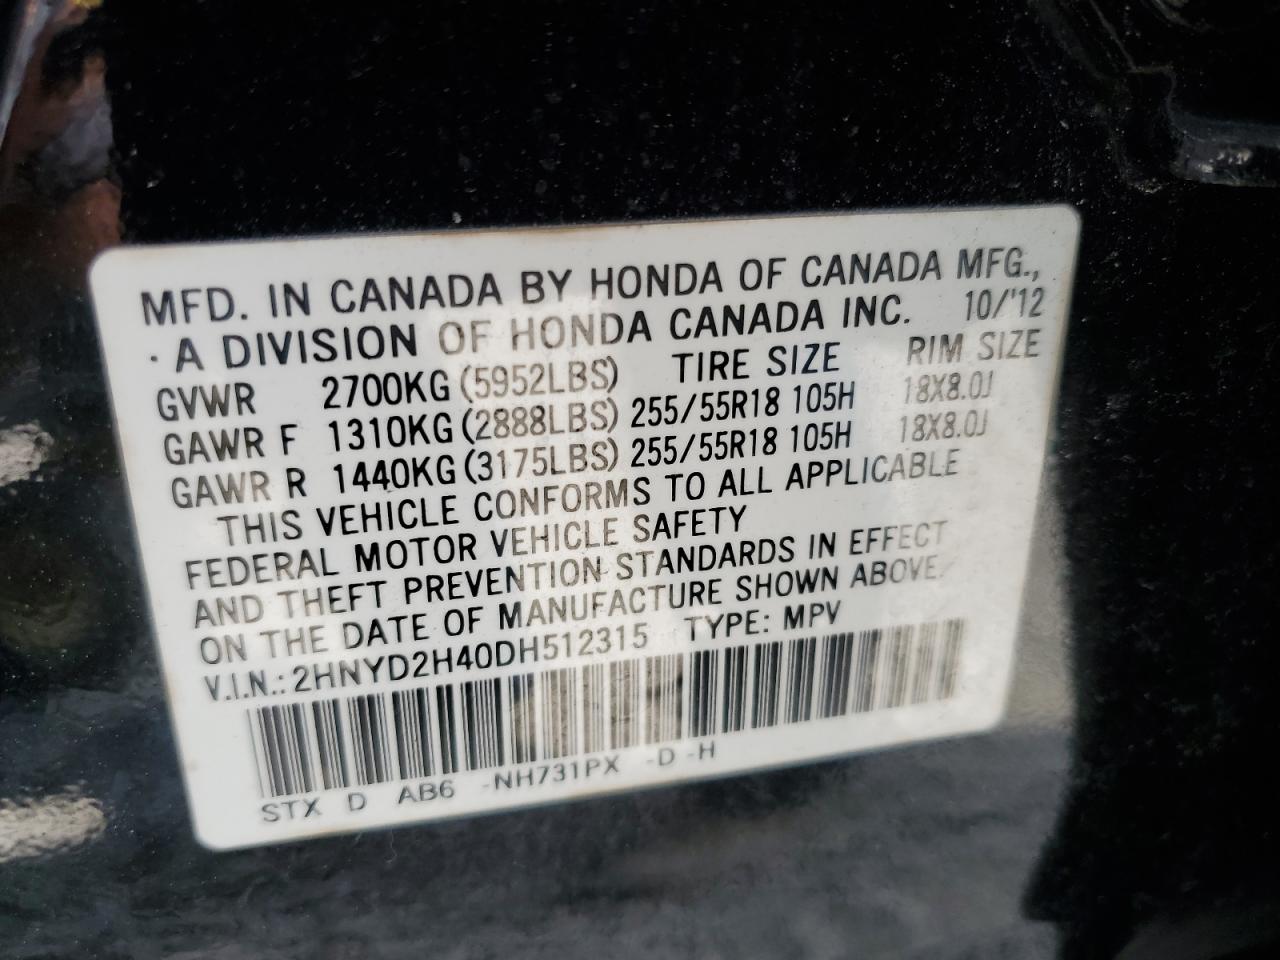 MFD. IN CANADA BY HONDA OF CANADA MFG.,
· A DIVISION OF HONDA CANADA INC. 10/'12
GVWR 2700KG (5952LBS) TIRE SIZE RIM SIZE
GAWR F 1310KG (2888LBS) 255/55R18 105H 18X8.0J
GAWR R 1440KG (3175LBS) 255/55R18 105H 18X8.0J
THIS VEHICLE CONFORMS TO ALL APPLICABLE
FEDERAL MOTOR VEHICLE SAFETY
AND THEFT PREVENTION STANDARDS IN EFFECT
ON THE DATE OF MANUFACTURE SHOWN ABOVE.
V.I.N.: 2HNYD2H40DH512315 TYPE: MPV
STX D AB6 -NH731PX -D -H